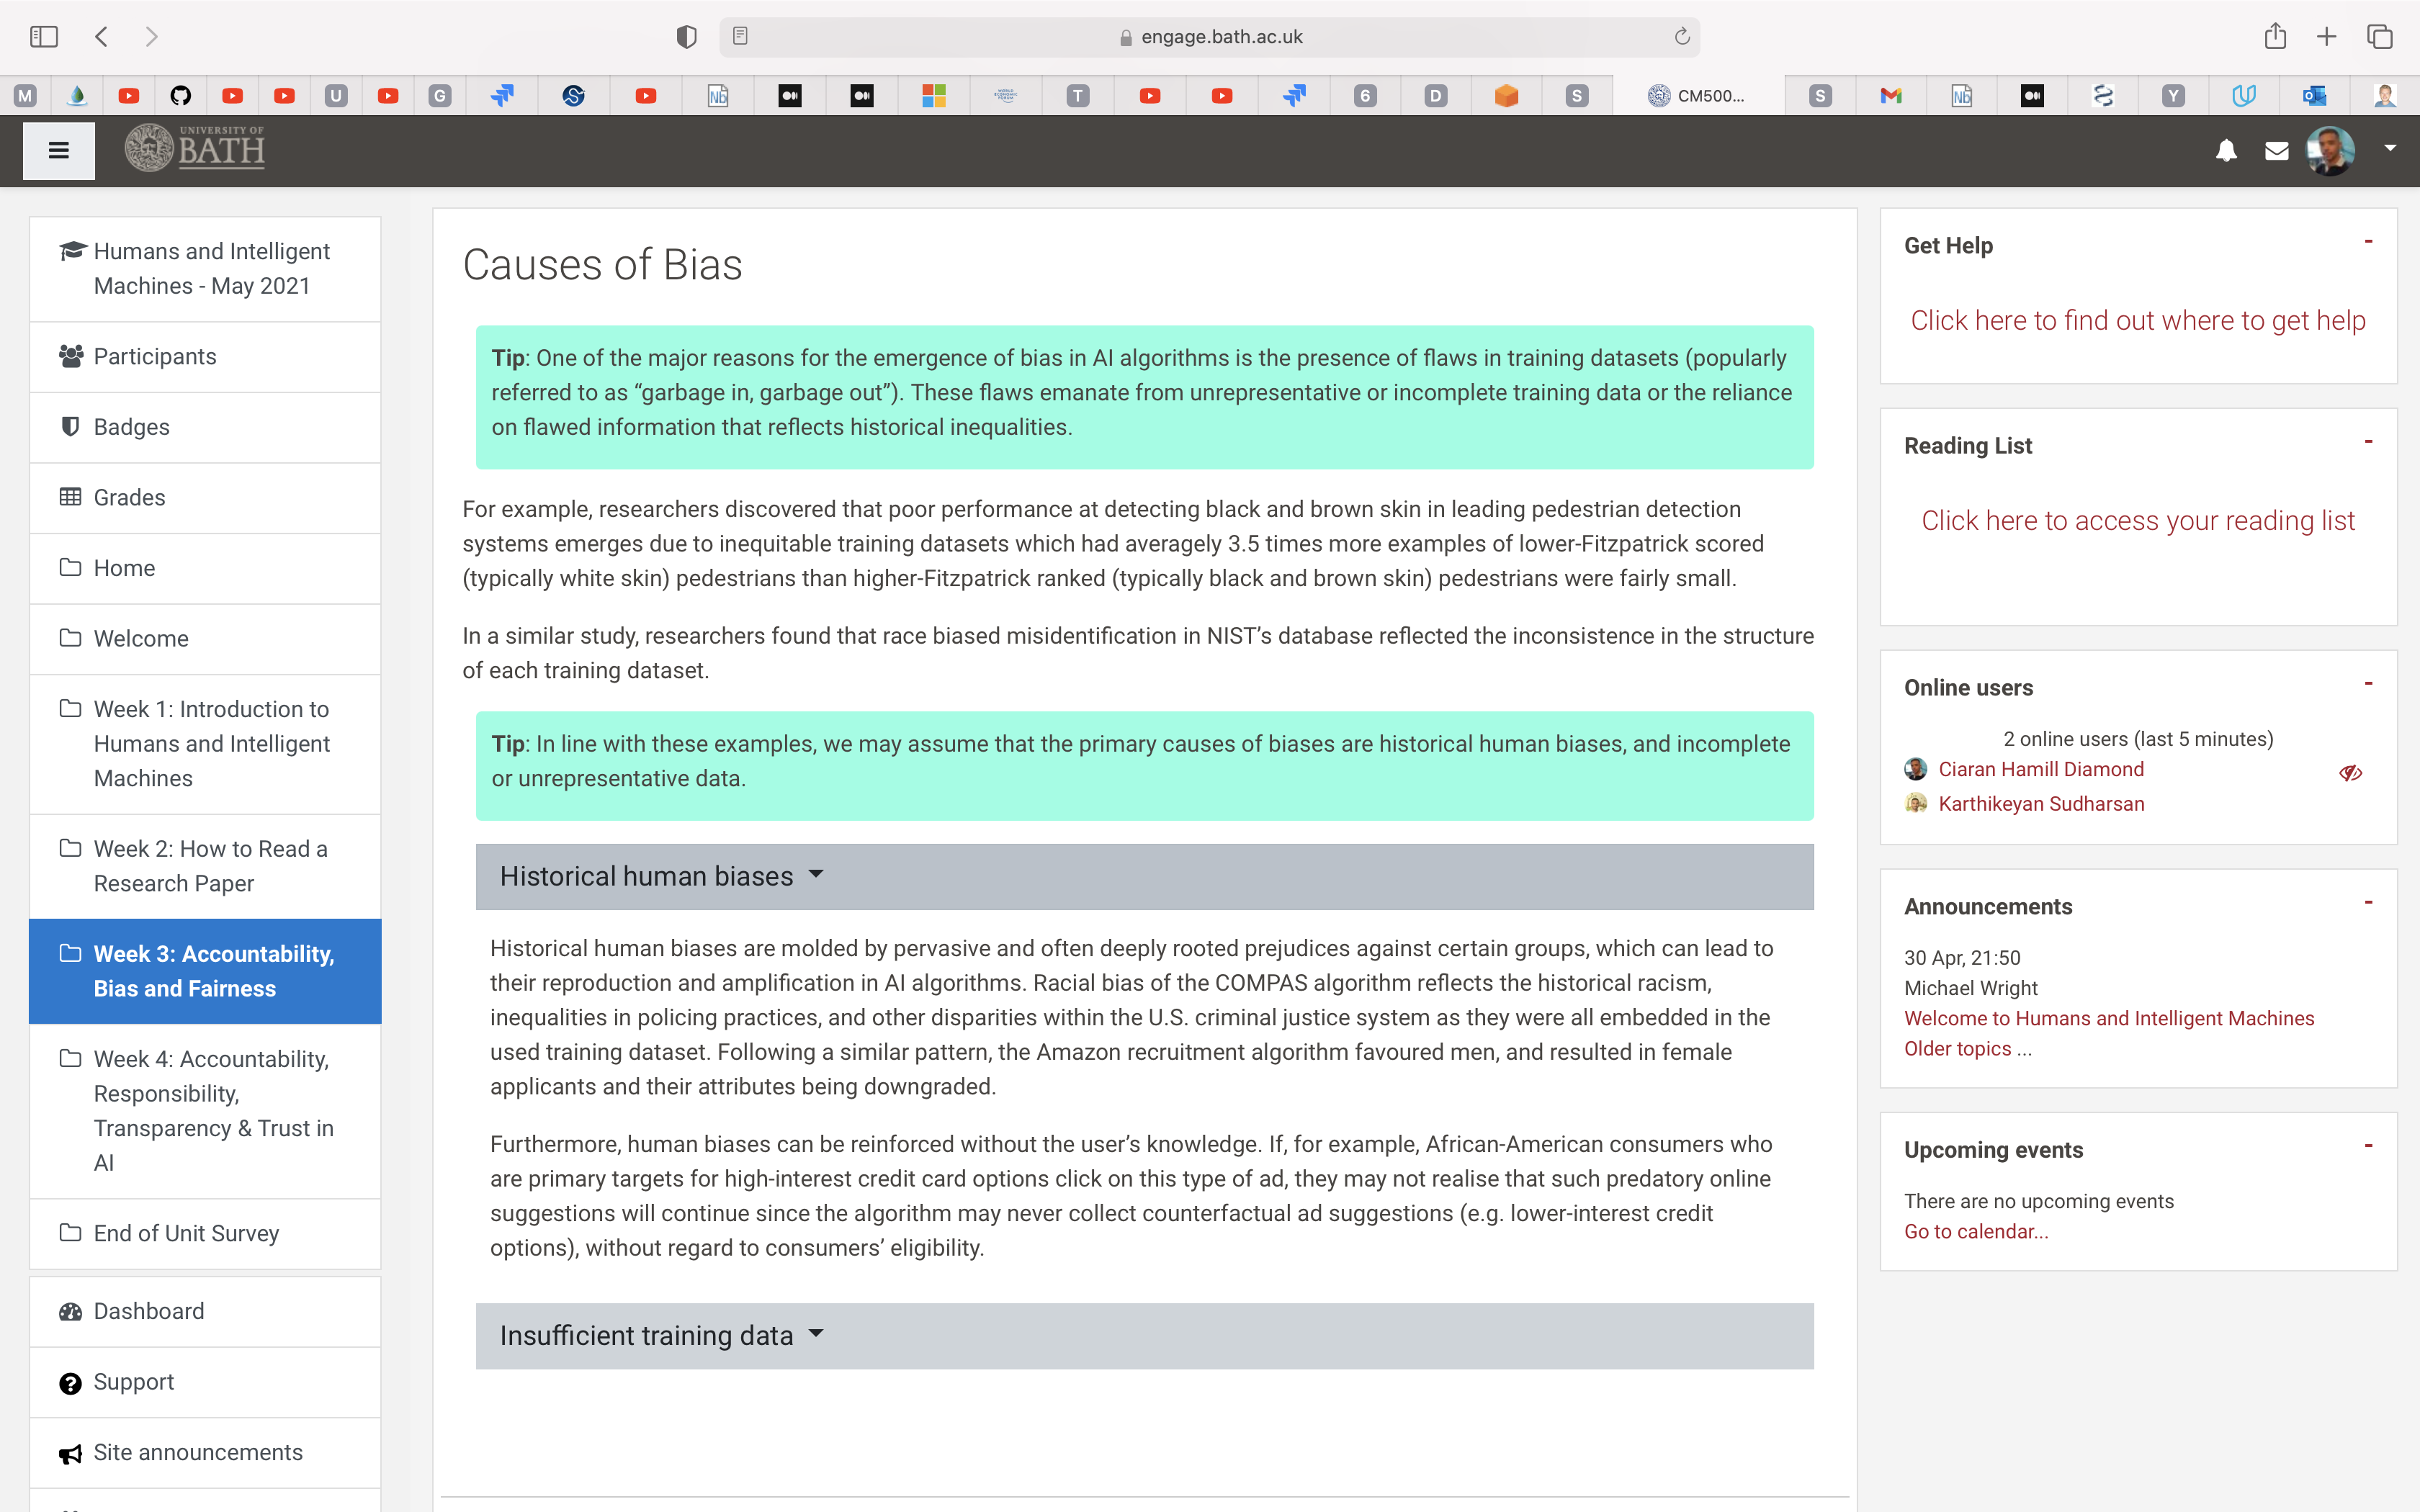 engage.bath.ac.uk
M
U
G
Nb
WORLD ECONOMIC FORUM
T
6
D
S
CM500...
S
Nb
Y
UNIVERSITY OF
BATH
Humans and Intelligent
Machines - May 2021
Participants
Badges
Grades
Home
Welcome
Week 1: Introduction to
Humans and Intelligent
Machines
Week 2: How to Read a
Research Paper
Week 3: Accountability,
Bias and Fairness
Week 4: Accountability,
Responsibility,
Transparency & Trust in
AI
End of Unit Survey
Dashboard
Support
Site announcements
Causes of Bias
Tip: One of the major reasons for the emergence of bias in AI algorithms is the presence of flaws in training datasets (popularly
referred to as “garbage in, garbage out”). These flaws emanate from unrepresentative or incomplete training data or the reliance
on flawed information that reflects historical inequalities.
For example, researchers discovered that poor performance at detecting black and brown skin in leading pedestrian detection
systems emerges due to inequitable training datasets which had averagely 3.5 times more examples of lower-Fitzpatrick scored
(typically white skin) pedestrians than higher-Fitzpatrick ranked (typically black and brown skin) pedestrians were fairly small.
In a similar study, researchers found that race biased misidentification in NIST’s database reflected the inconsistence in the structure
of each training dataset.
Tip: In line with these examples, we may assume that the primary causes of biases are historical human biases, and incomplete
or unrepresentative data.
Historical human biases
Historical human biases are molded by pervasive and often deeply rooted prejudices against certain groups, which can lead to
their reproduction and amplification in AI algorithms. Racial bias of the COMPAS algorithm reflects the historical racism,
inequalities in policing practices, and other disparities within the U.S. criminal justice system as they were all embedded in the
used training dataset. Following a similar pattern, the Amazon recruitment algorithm favoured men, and resulted in female
applicants and their attributes being downgraded.
Furthermore, human biases can be reinforced without the user’s knowledge. If, for example, African-American consumers who
are primary targets for high-interest credit card options click on this type of ad, they may not realise that such predatory online
suggestions will continue since the algorithm may never collect counterfactual ad suggestions (e.g. lower-interest credit
options), without regard to consumers’ eligibility.
Insufficient training data
Get Help
-
Click here to find out where to get help
Reading List
-
Click here to access your reading list
Online users
-
2 online users (last 5 minutes)
Ciaran Hamill Diamond
Karthikeyan Sudharsan
Announcements
-
30 Apr, 21:50
Michael Wright
Welcome to Humans and Intelligent Machines
Older topics ...
Upcoming events
-
There are no upcoming events
Go to calendar...